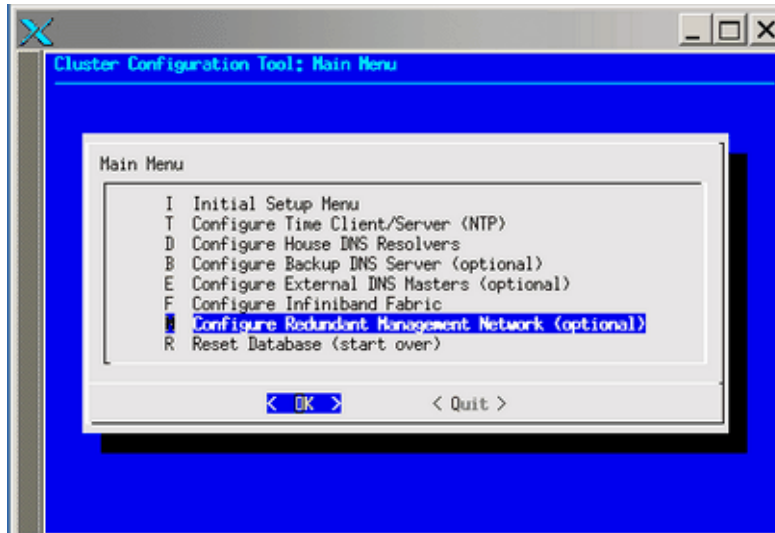 Cluster Configuration Tool: Main Menu
Main Menu
I Initial Setup Menu
T Configure Time Client/Server (NTP)
D Configure House DNS Resolvers
B Configure Backup DNS Server (optional)
E Configure External DNS Masters (optional)
F Configure Infiniband Fabric
Configure Redundant Management Network (optional)
R Reset Database (start over)
< OK > < Quit >